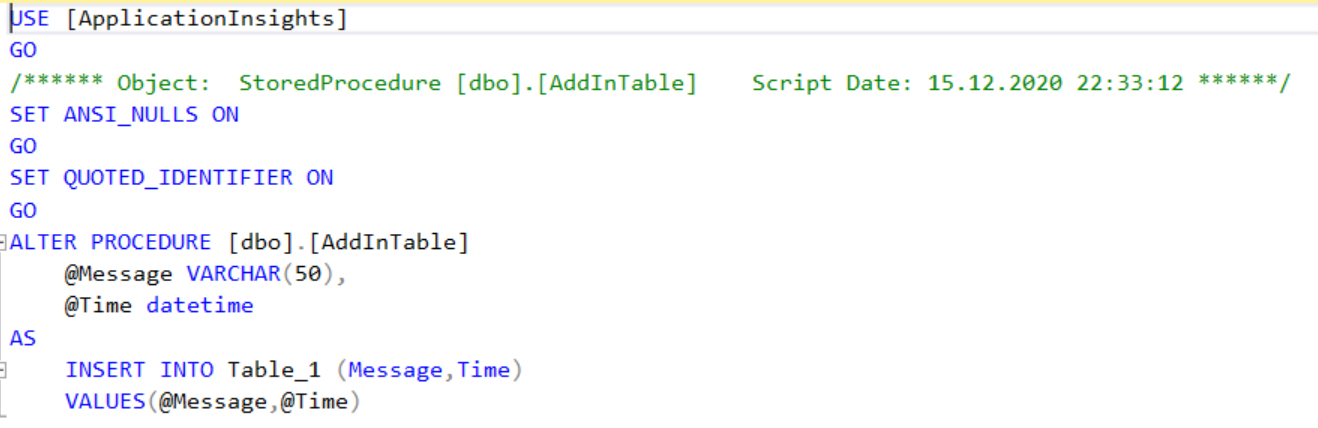 USE [ApplicationInsights]
GO
/****** Object:  StoredProcedure [dbo].[AddInTable]    Script Date: 15.12.2020 22:33:12 ******/
SET ANSI_NULLS ON
GO
SET QUOTED_IDENTIFIER ON
GO
ALTER PROCEDURE [dbo].[AddInTable]
    @Message VARCHAR(50),
    @Time datetime
AS
    INSERT INTO Table_1 (Message,Time)
    VALUES(@Message,@Time)